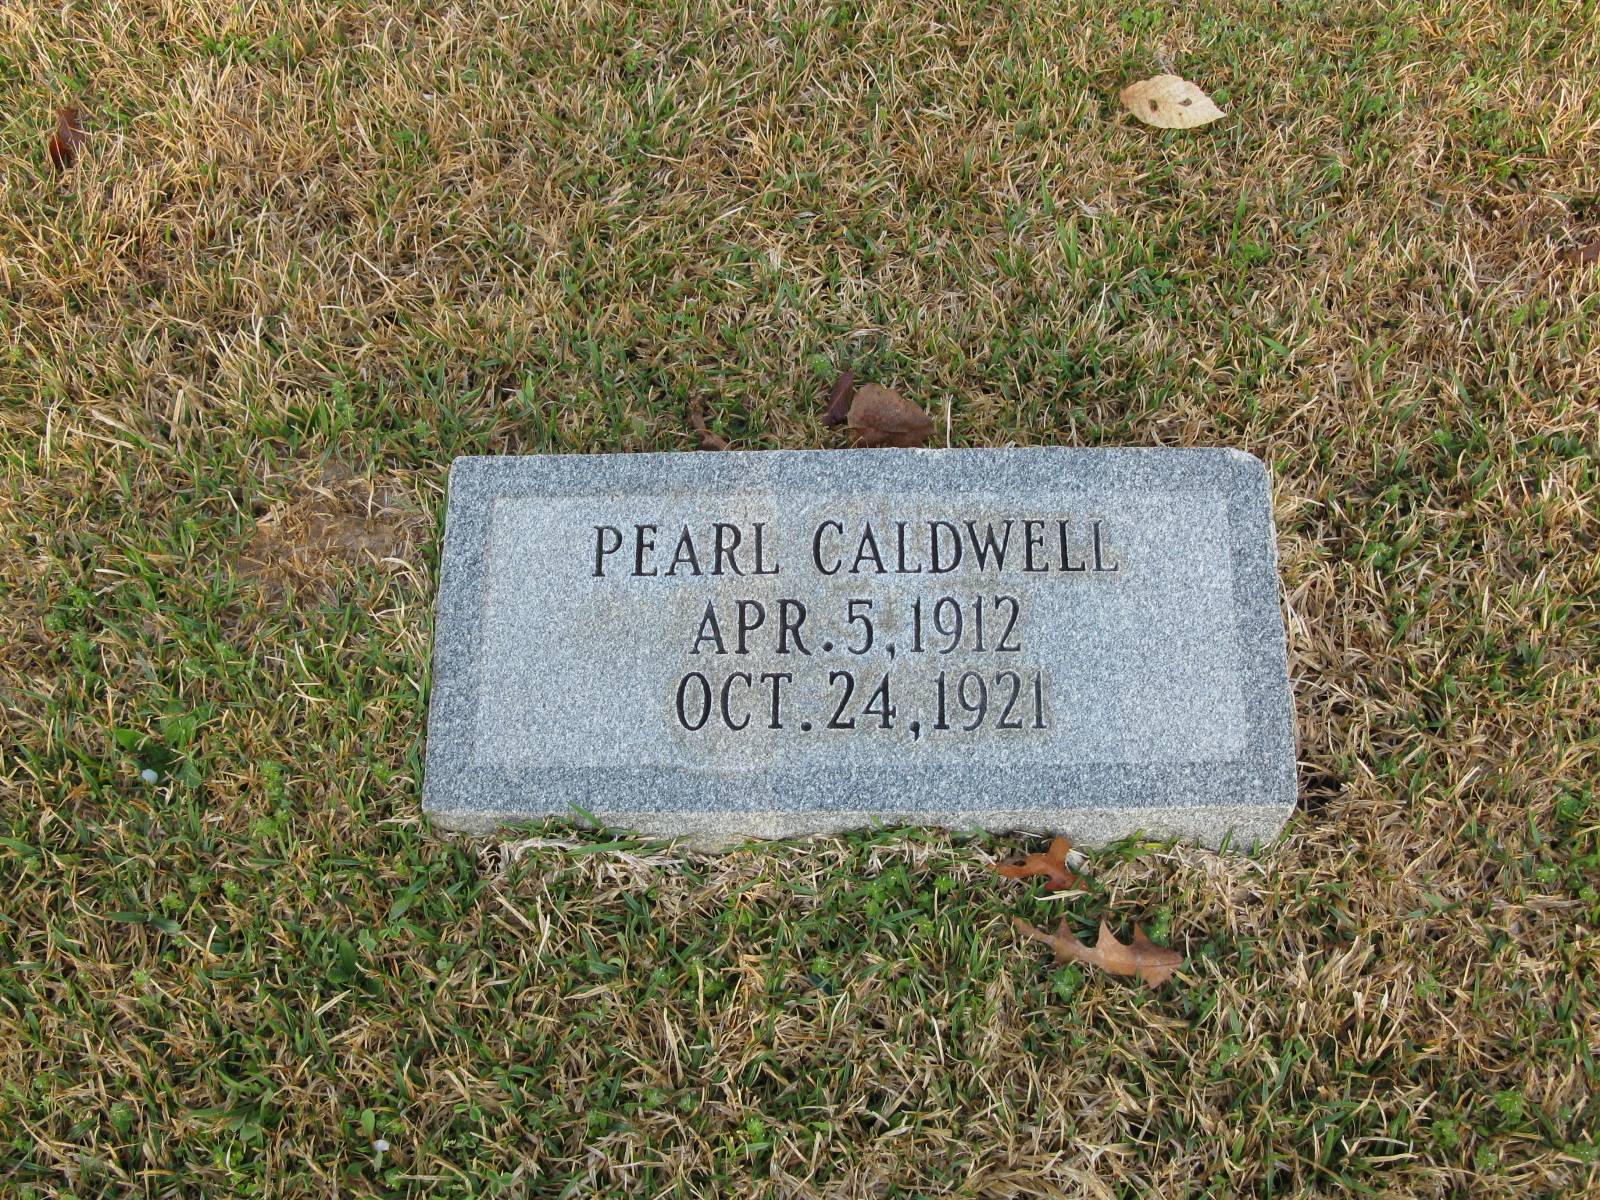 PEARL CALDWELL
APR. 5, 1912
OCT. 24, 1921